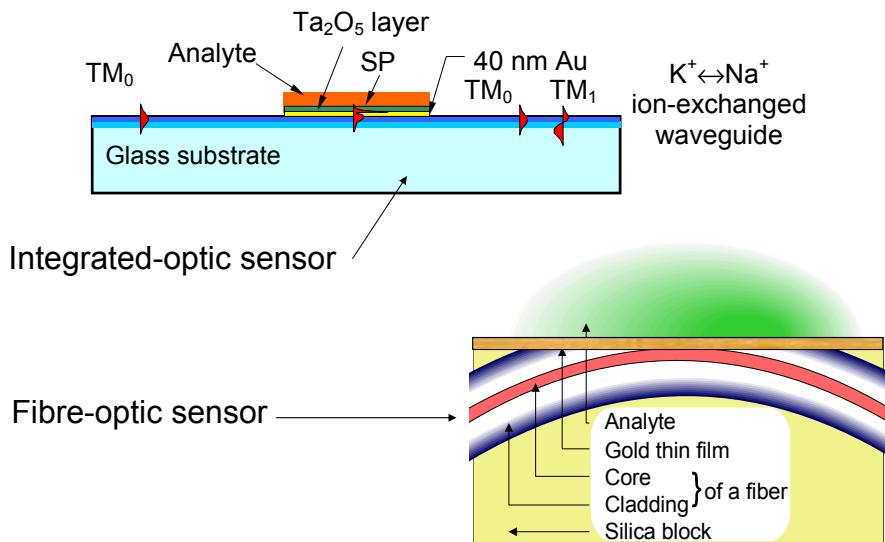 Ta₂O₅ layer
Analyte
SP
40 nm Au
TM₀
TM₀
TM₁
K⁺↔Na⁺
ion-exchanged
waveguide
Glass substrate
Integrated-optic sensor
Fibre-optic sensor
Analyte
Gold thin film
Core
Cladding
} of a fiber
Silica block